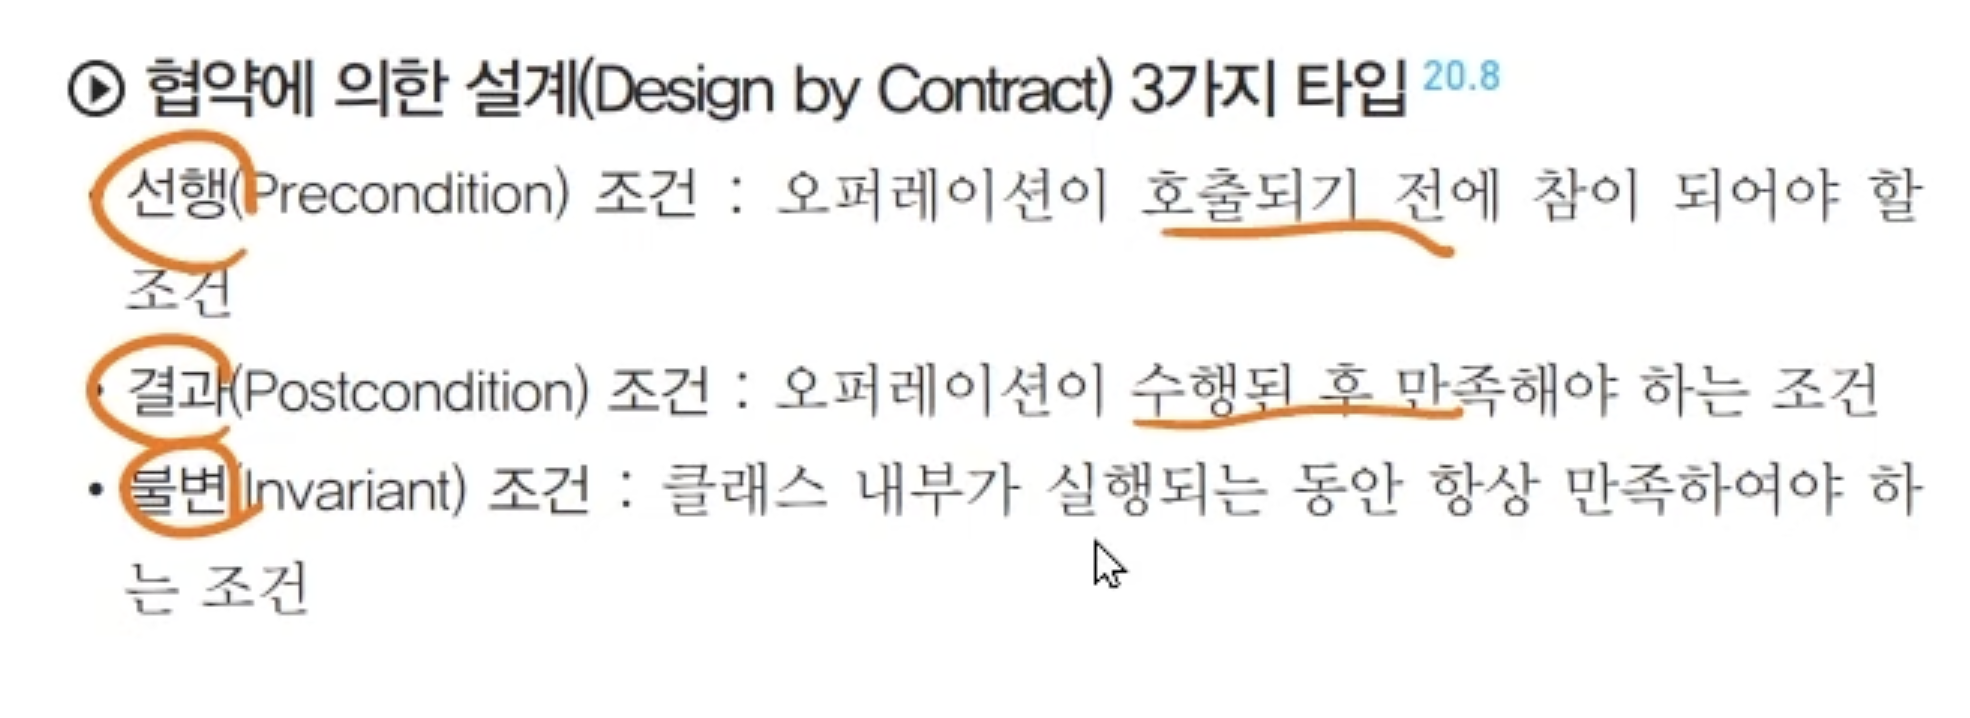 협약에 의한 설계(Design by Contract) 3가지 타입 20.8
• 선행(Precondition) 조건 : 오퍼레이션이 호출되기 전에 참이 되어야 할
조건
• 결과(Postcondition) 조건 : 오퍼레이션이 수행된 후 만족해야 하는 조건
• 불변(Invariant) 조건 : 클래스 내부가 실행되는 동안 항상 만족하여야 하
는 조건